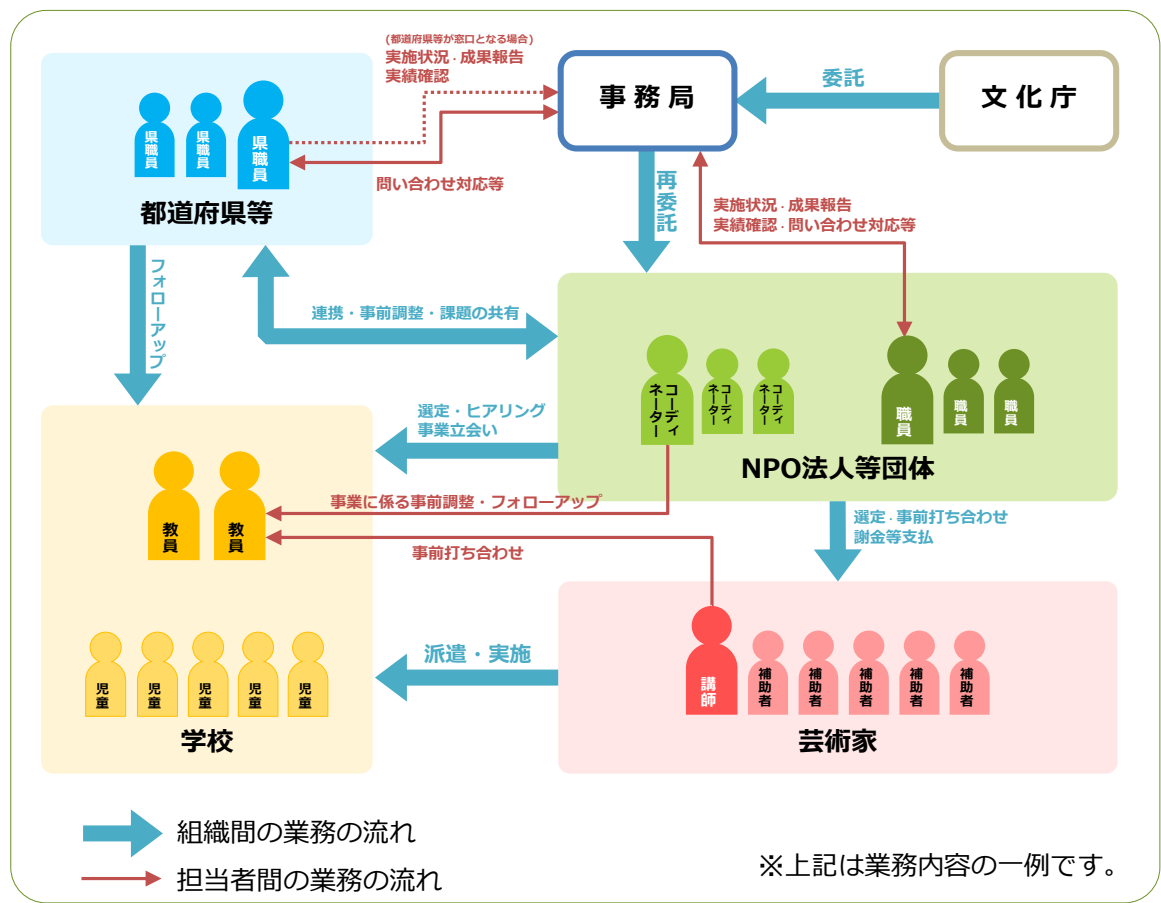 (都道府県等が窓口となる場合)
実施状況・成果報告
実績確認
事務局
委託
文化庁
県職員
県職員
県職員
問い合わせ対応等
都道府県等
再委託
実施状況・成果報告
実績確認・問い合わせ対応等
フォローアップ
連携・事前調整・課題の共有
コーディネーター
コーディネーター
コーディネーター
職員
職員
職員
NPO法人等団体
選定・ヒアリング
事業立会い
事業に係る事前調整・フォローアップ
教員
教員
事前打ち合わせ
選定・事前打ち合わせ
謝金等支払
派遣・実施
児童
児童
児童
児童
児童
学校
講師
補助者
補助者
補助者
補助者
補助者
芸術家
組織間の業務の流れ
担当者間の業務の流れ
※上記は業務内容の一例です。